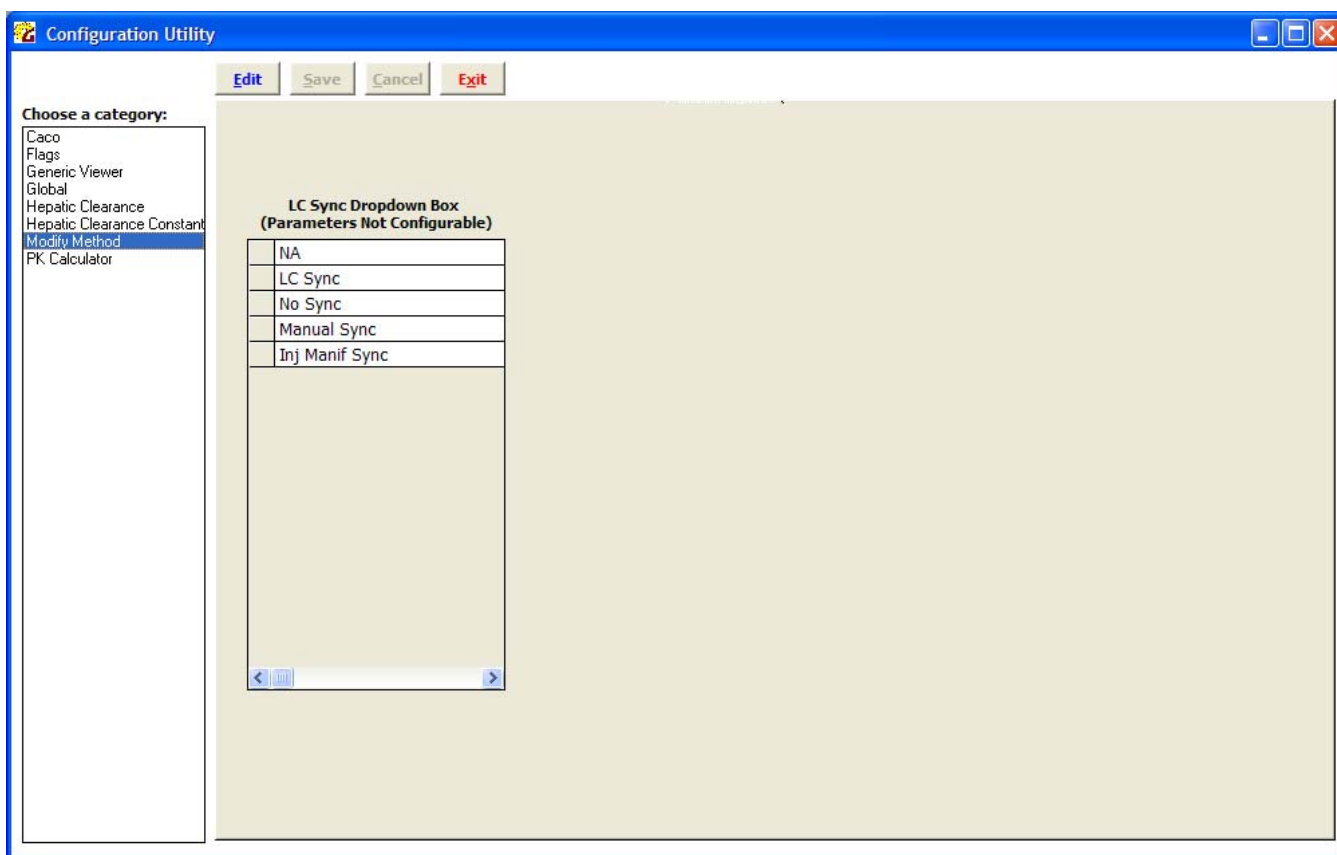 Configuration Utility
Edit Save Cancel Exit
Choose a category:
Caco
Flags
Generic Viewer
Global
Hepatic Clearance
Hepatic Clearance Constant
Modify Method
PK Calculator
LC Sync Dropdown Box
(Parameters Not Configurable)
NA
LC Sync
No Sync
Manual Sync
Inj Manif Sync